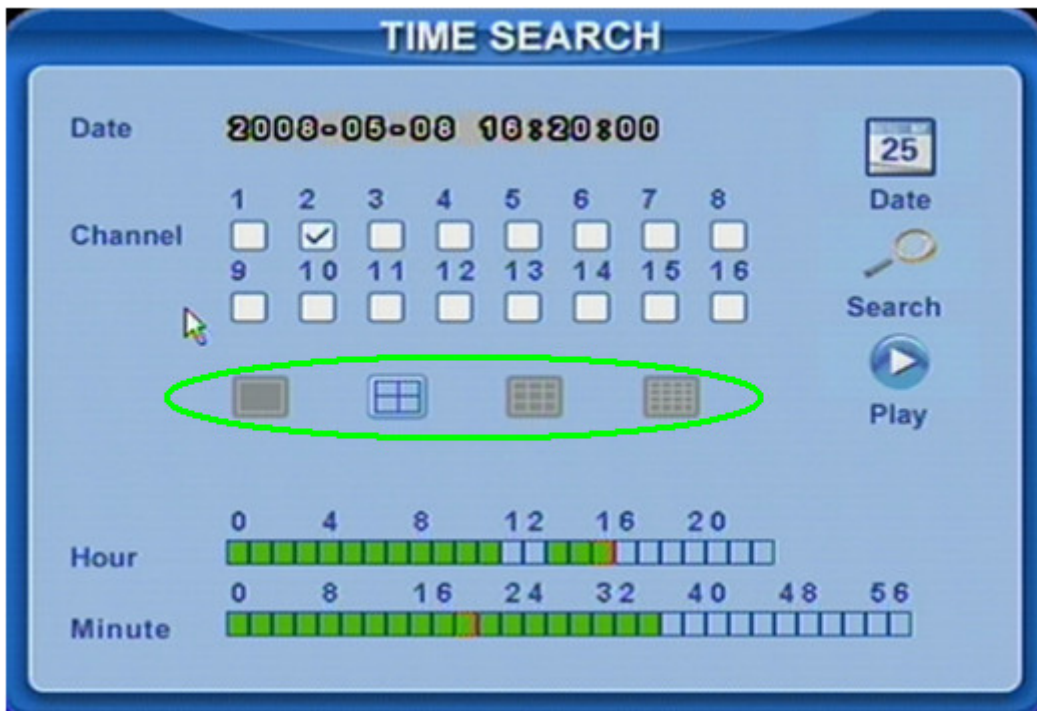 TIME SEARCH
Date 2008-05-08 16:20:00
25
Date
1 2 3 4 5 6 7 8
Channel
9 10 11 12 13 14 15 16
Search
Play
0 4 8 12 16 20
Hour
0 8 16 24 32 40 48 56
Minute